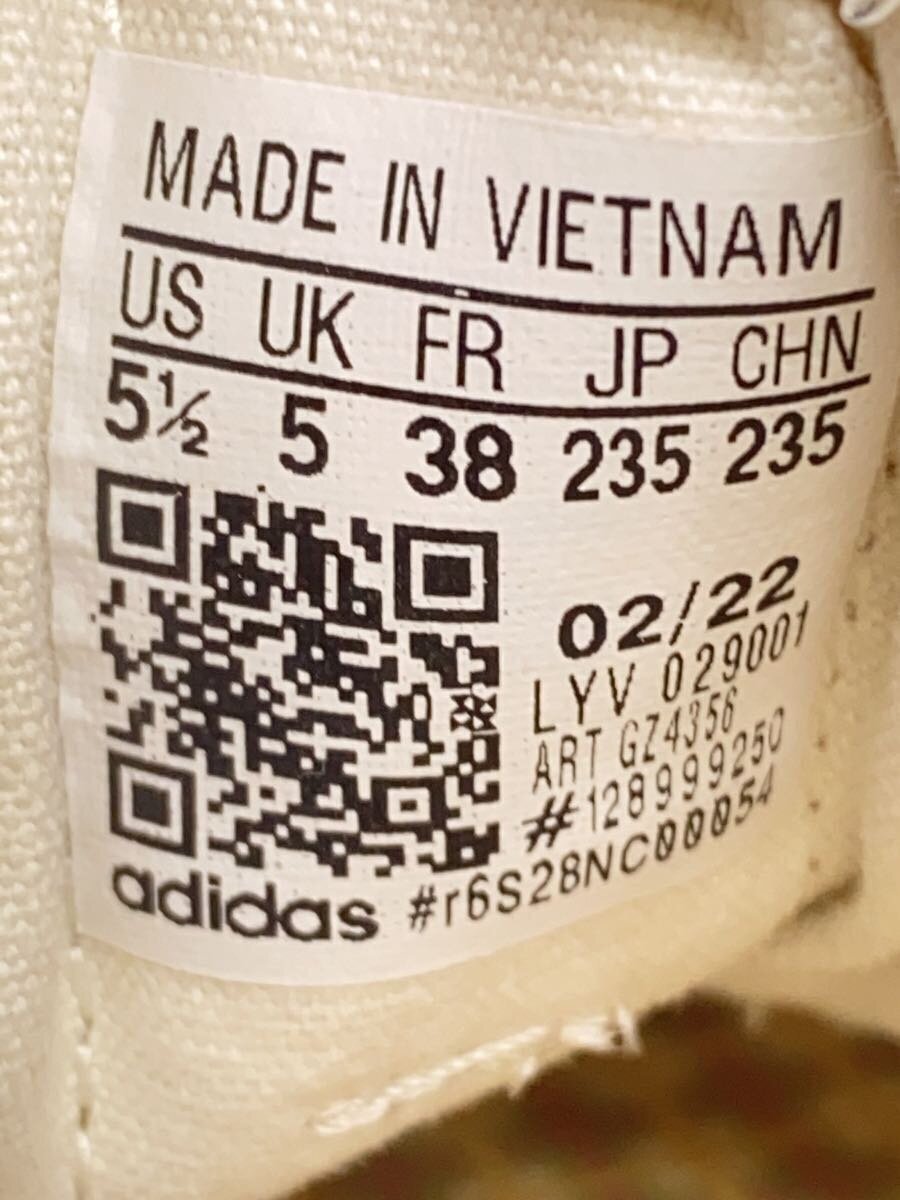 MADE IN VIETNAM
US UK FR JP CHN
5½ 5 38 235 235
02/22
LYV 029001
ART GZ4356
#128999250
adidas #r6S28NC00054